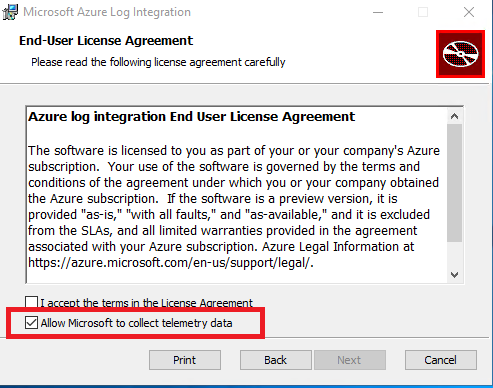 Microsoft Azure Log Integration
End-User License Agreement
Please read the following license agreement carefully
Azure log integration End User License Agreement
The software is licensed to you as part of your or your company's Azure
subscription.  Your use of the software is governed by the terms and
conditions of the agreement under which you or your company obtained
the Azure subscription.  If the software is a preview version, it is
provided "as-is," "with all faults," and "as-available," and it is excluded
from the SLAs, and all limited warranties provided in the agreement
associated with your Azure subscription. Azure Legal Information at
https://azure.microsoft.com/en-us/support/legal/.
I accept the terms in the License Agreement
Allow Microsoft to collect telemetry data
Print
Back
Next
Cancel